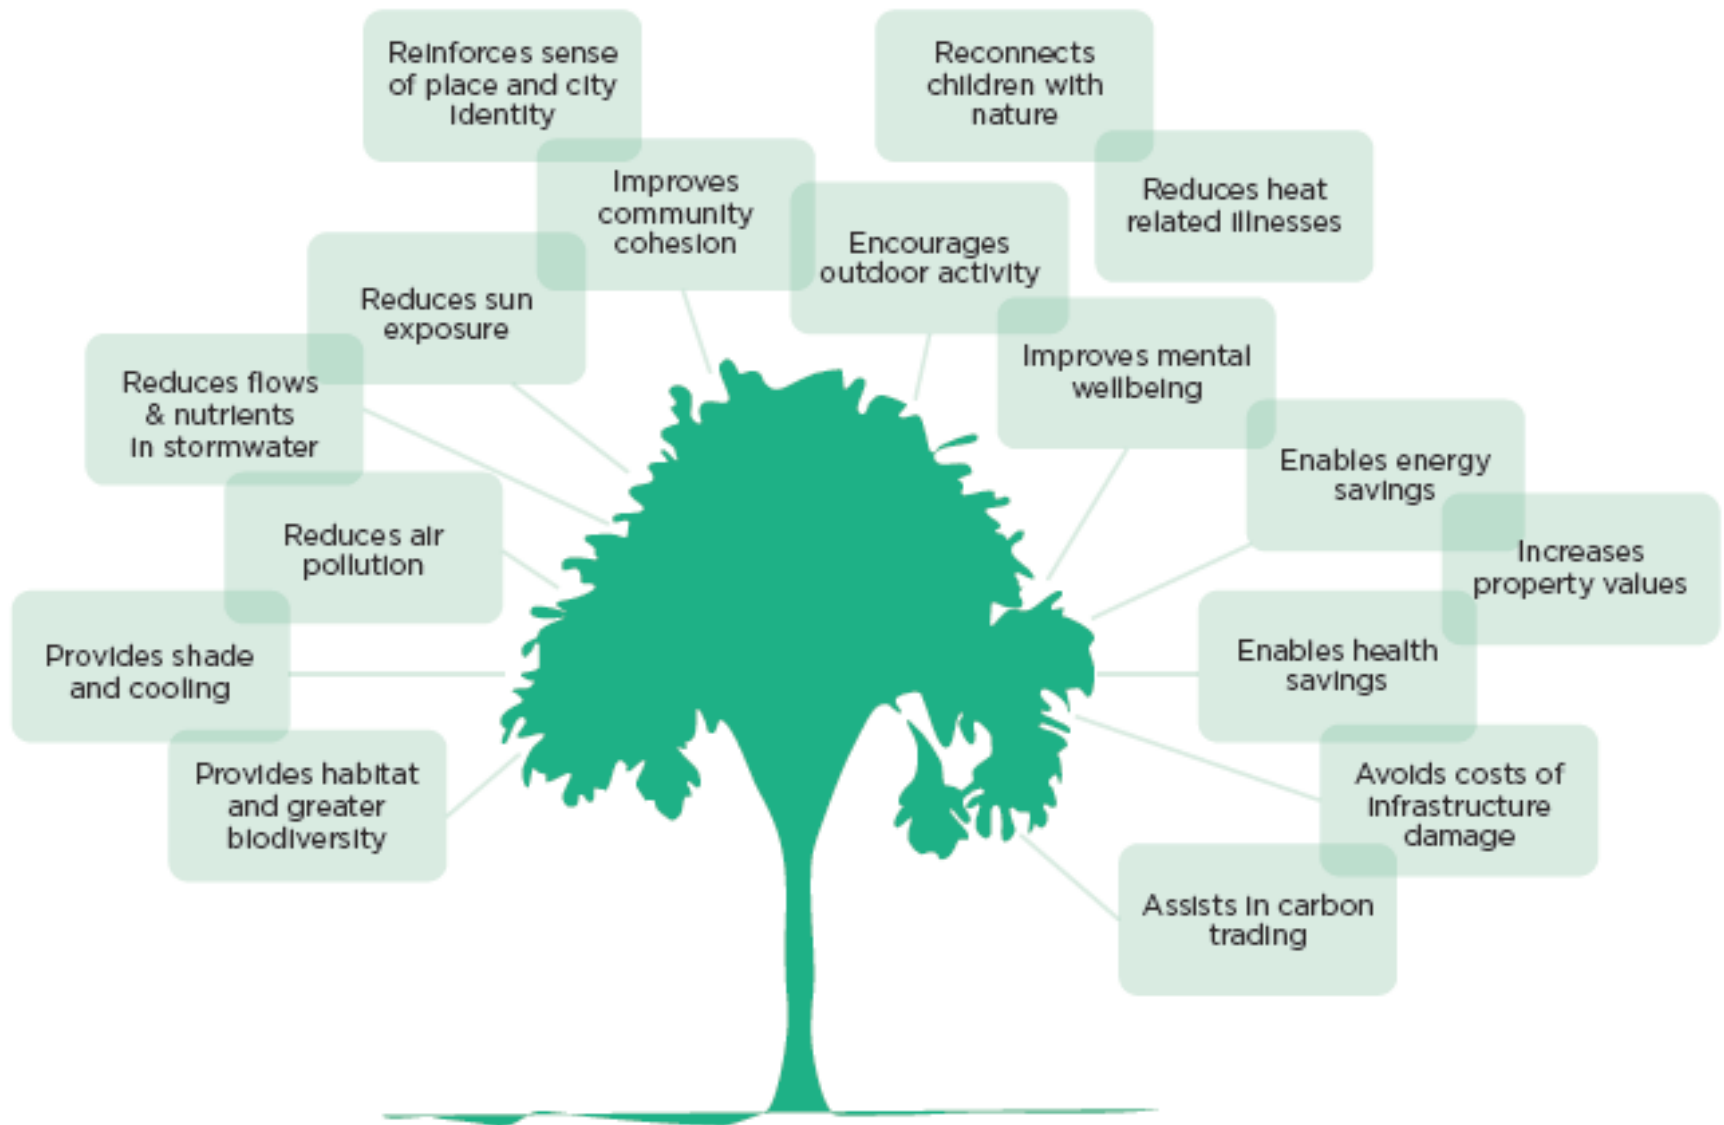 Reinforces sense
of place and city
identity
Reconnects
children with
nature
Improves
community
cohesion
Reduces heat
related illnesses
Encourages
outdoor activity
Reduces sun
exposure
Improves mental
wellbeing
Reduces flows
& nutrients
in stormwater
Enables energy
savings
Reduces air
pollution
Increases
property values
Provides shade
and cooling
Enables health
savings
Provides habitat
and greater
biodiversity
Avoids costs of
infrastructure
damage
Assists in carbon
trading